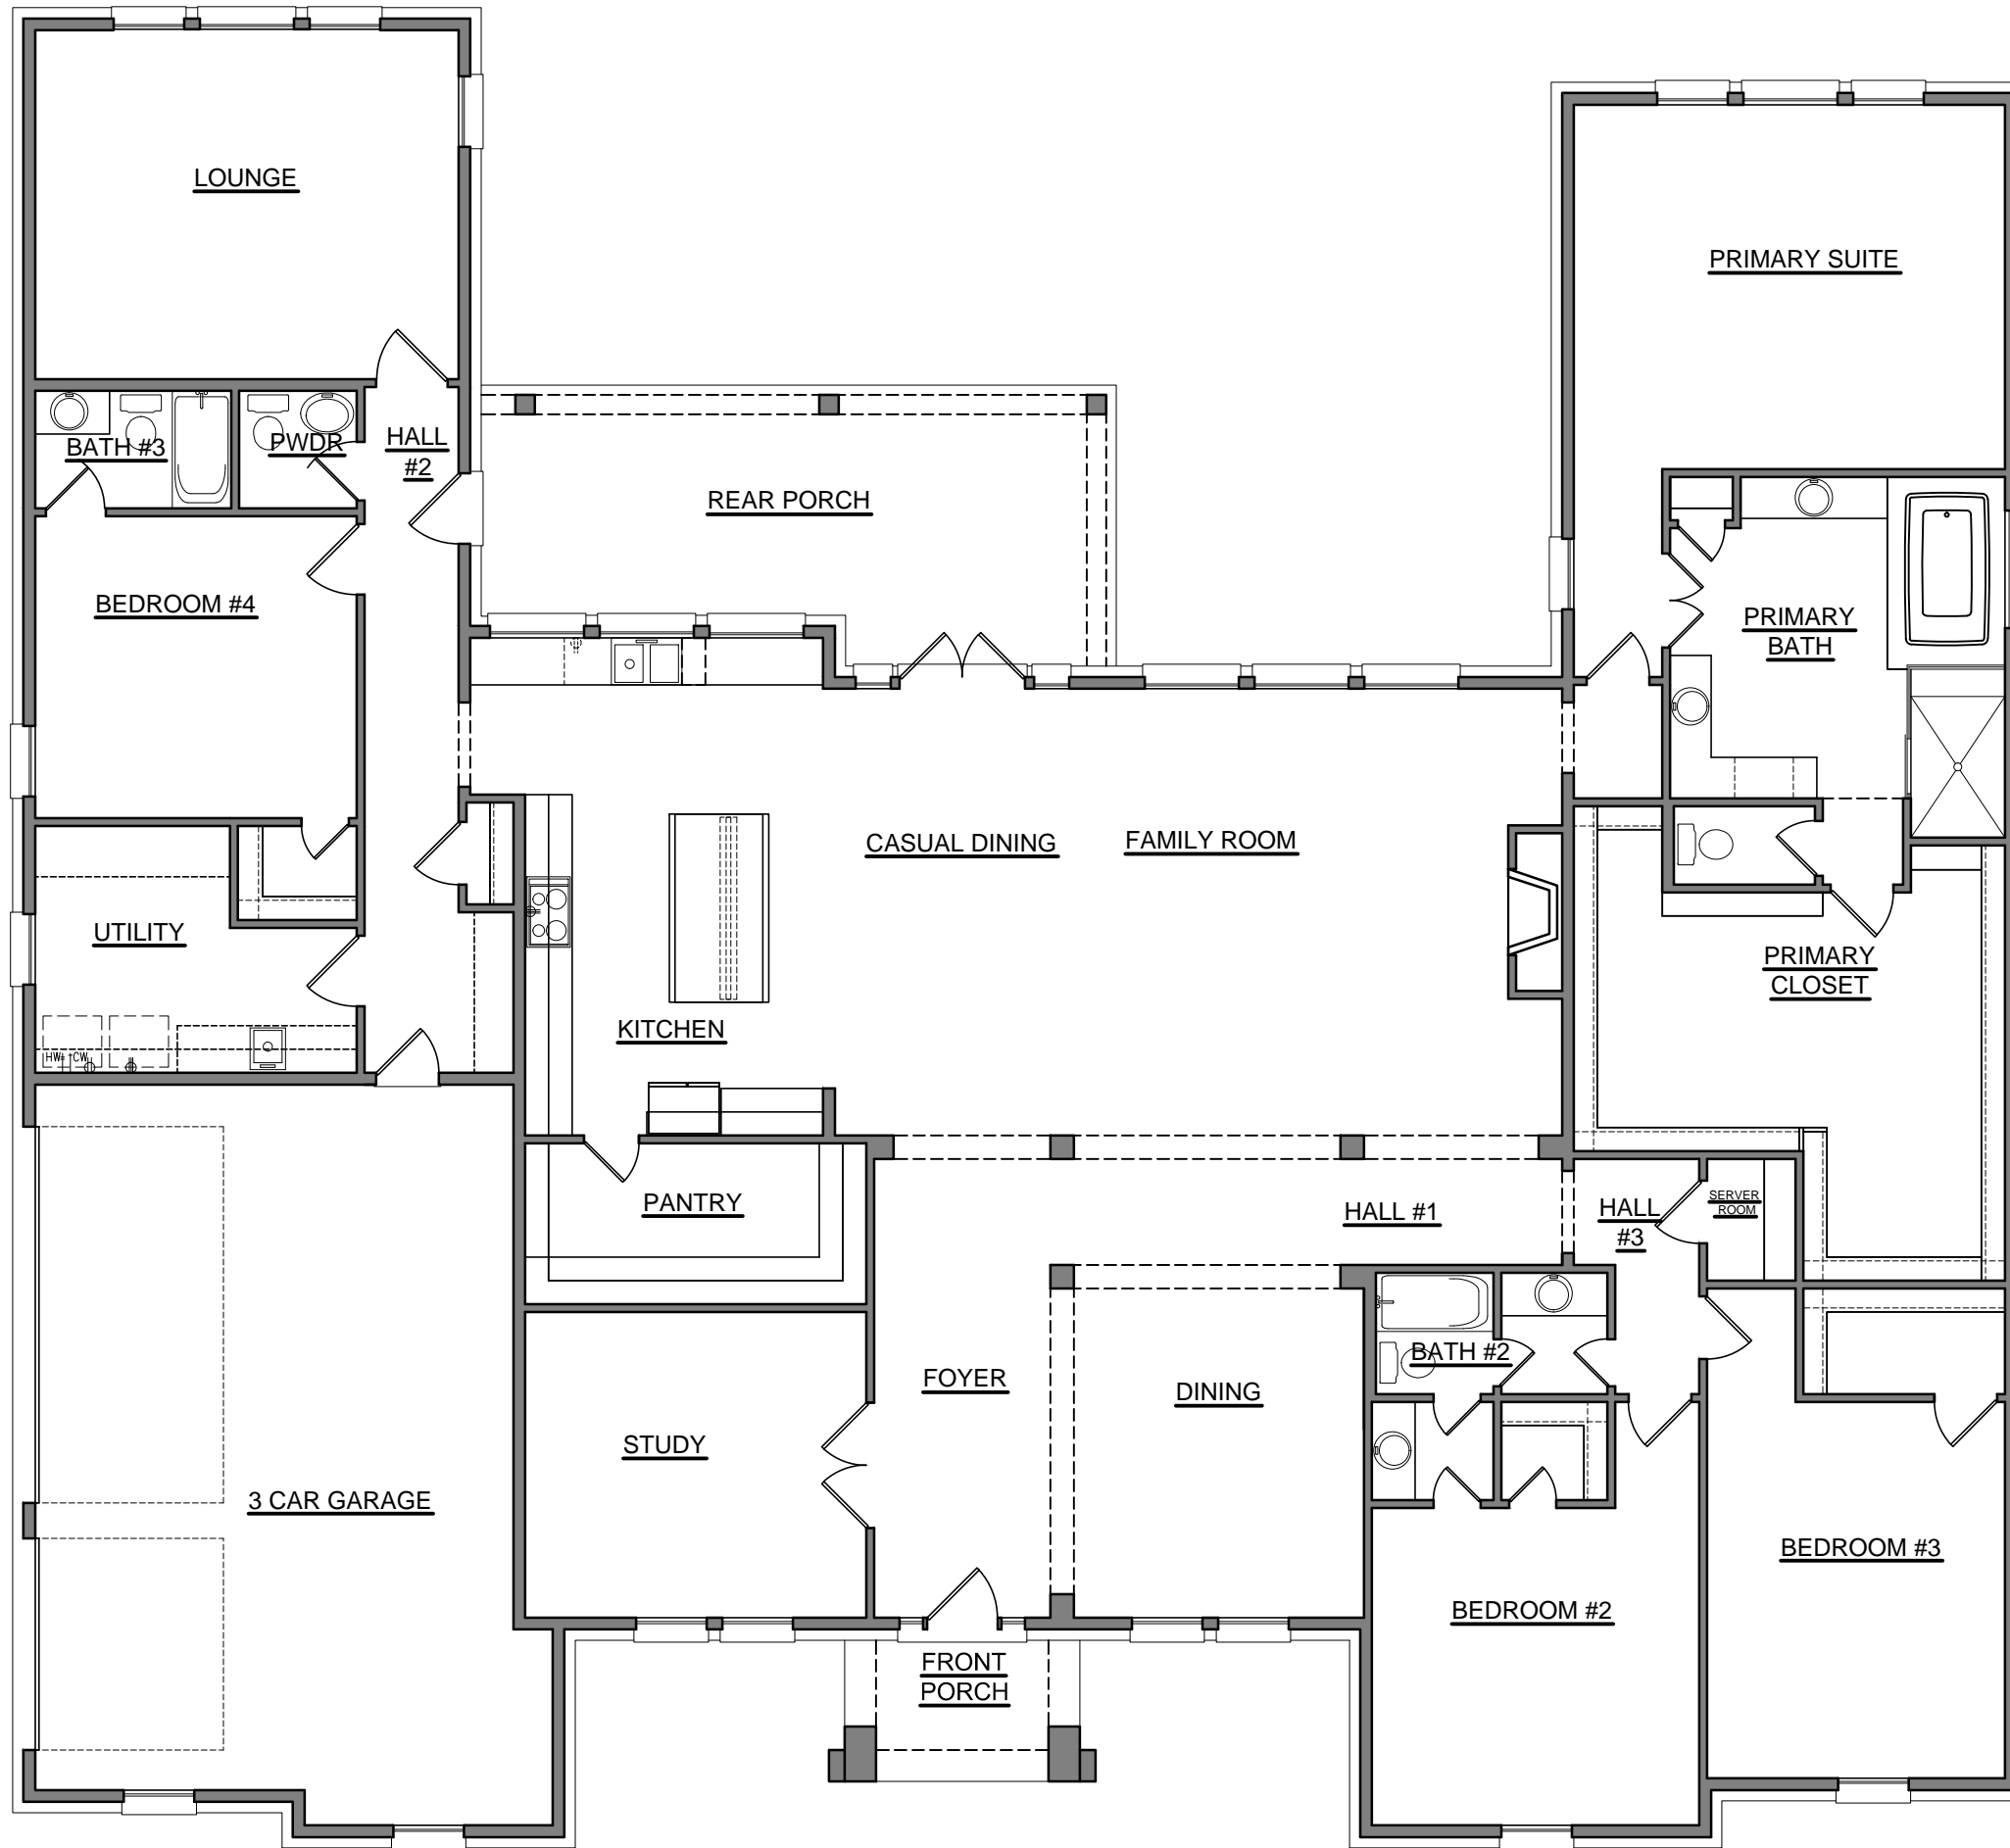 LOUNGE
PRIMARY SUITE
BATH #3
PWDR
HALL
#2
REAR PORCH
BEDROOM #4
PRIMARY
BATH
CASUAL DINING
FAMILY ROOM
UTILITY
PRIMARY
CLOSET
KITCHEN
HW
CW
PANTRY
HALL #1
HALL
#3
SERVER
ROOM
FOYER
DINING
BATH #2
STUDY
3 CAR GARAGE
BEDROOM #3
BEDROOM #2
FRONT
PORCH